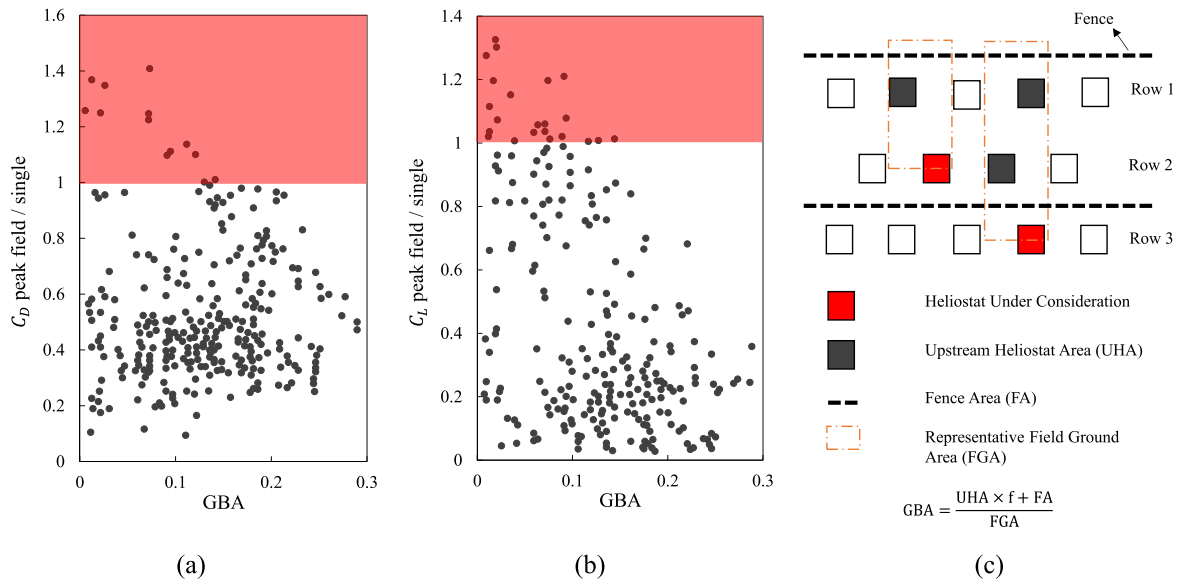 1.6
1.4
1.2
1
0.8
0.6
0.4
0.2
0
0
0.1
0.2
0.3
C_D peak field / single
GBA
(a)
1.4
1.2
1
0.8
0.6
0.4
0.2
0
0
0.1
0.2
0.3
C_L peak field / single
GBA
(b)
Fence
Row 1
Row 2
Row 3
Heliostat Under Consideration
Upstream Heliostat Area (UHA)
Fence Area (FA)
Representative Field Ground
Area (FGA)
GBA = (UHA × f + FA) / FGA
(c)